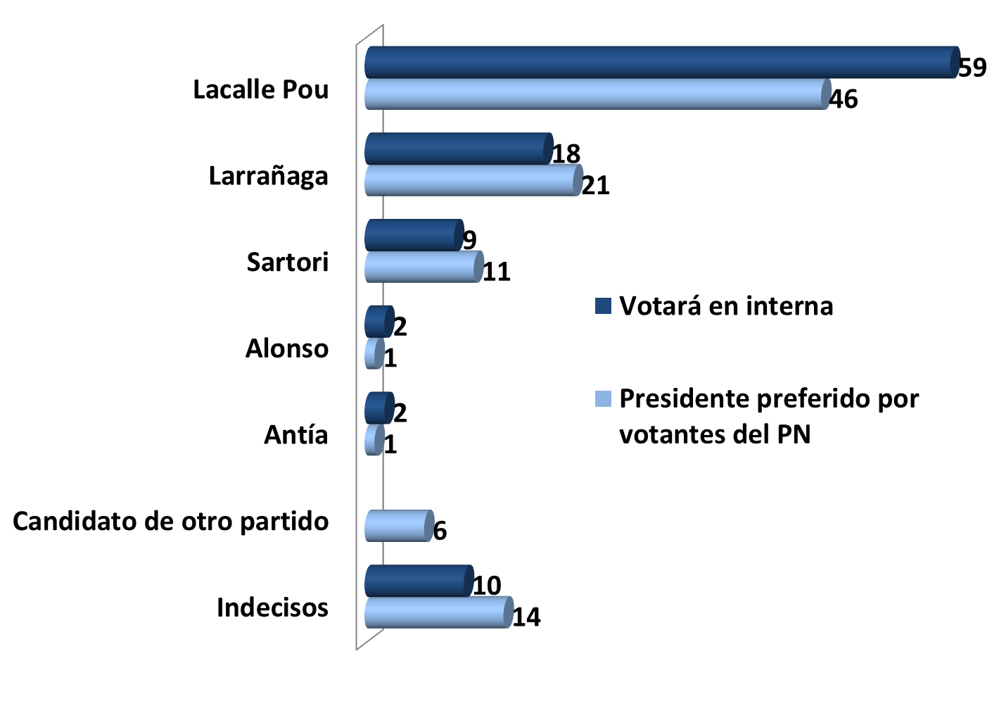 Lacalle Pou
59
46
Larrañaga
18
21
Sartori
9
11
Alonso
2
1
Antía
2
1
Candidato de otro partido
6
Indecisos
10
14
Votará en interna
Presidente preferido por
votantes del PN